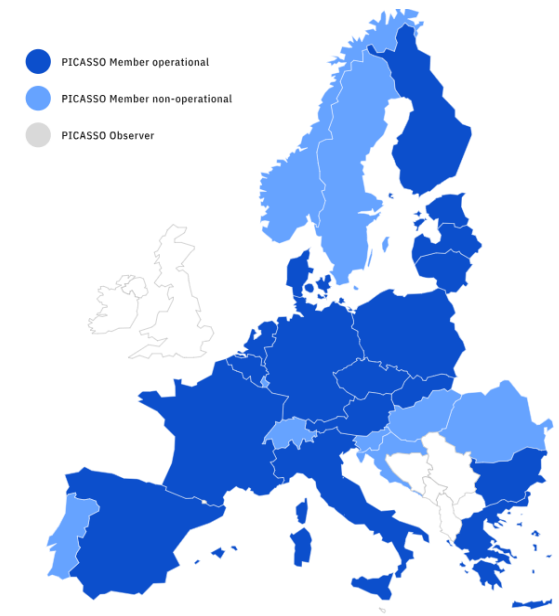 PICASSO Member operational
PICASSO Member non-operational
PICASSO Observer